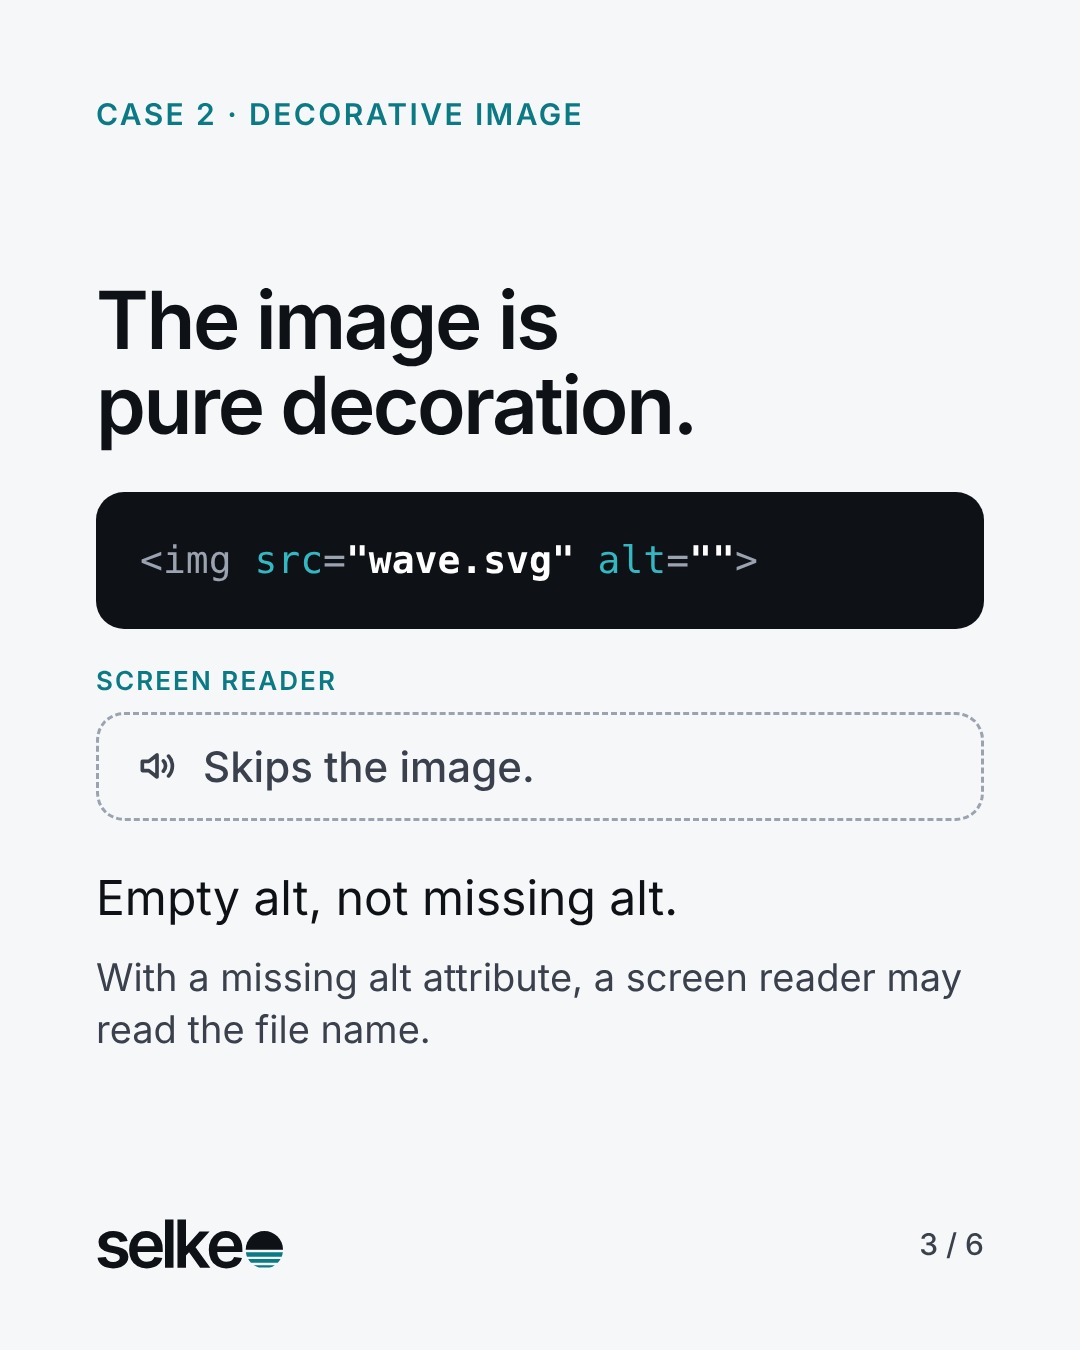 CASE 2 · DECORATIVE IMAGE
The image is
pure decoration.
<img src="wave.svg" alt="">
SCREEN READER
Skips the image.
Empty alt, not missing alt.
With a missing alt attribute, a screen reader may
read the file name.
selkeo
3 / 6